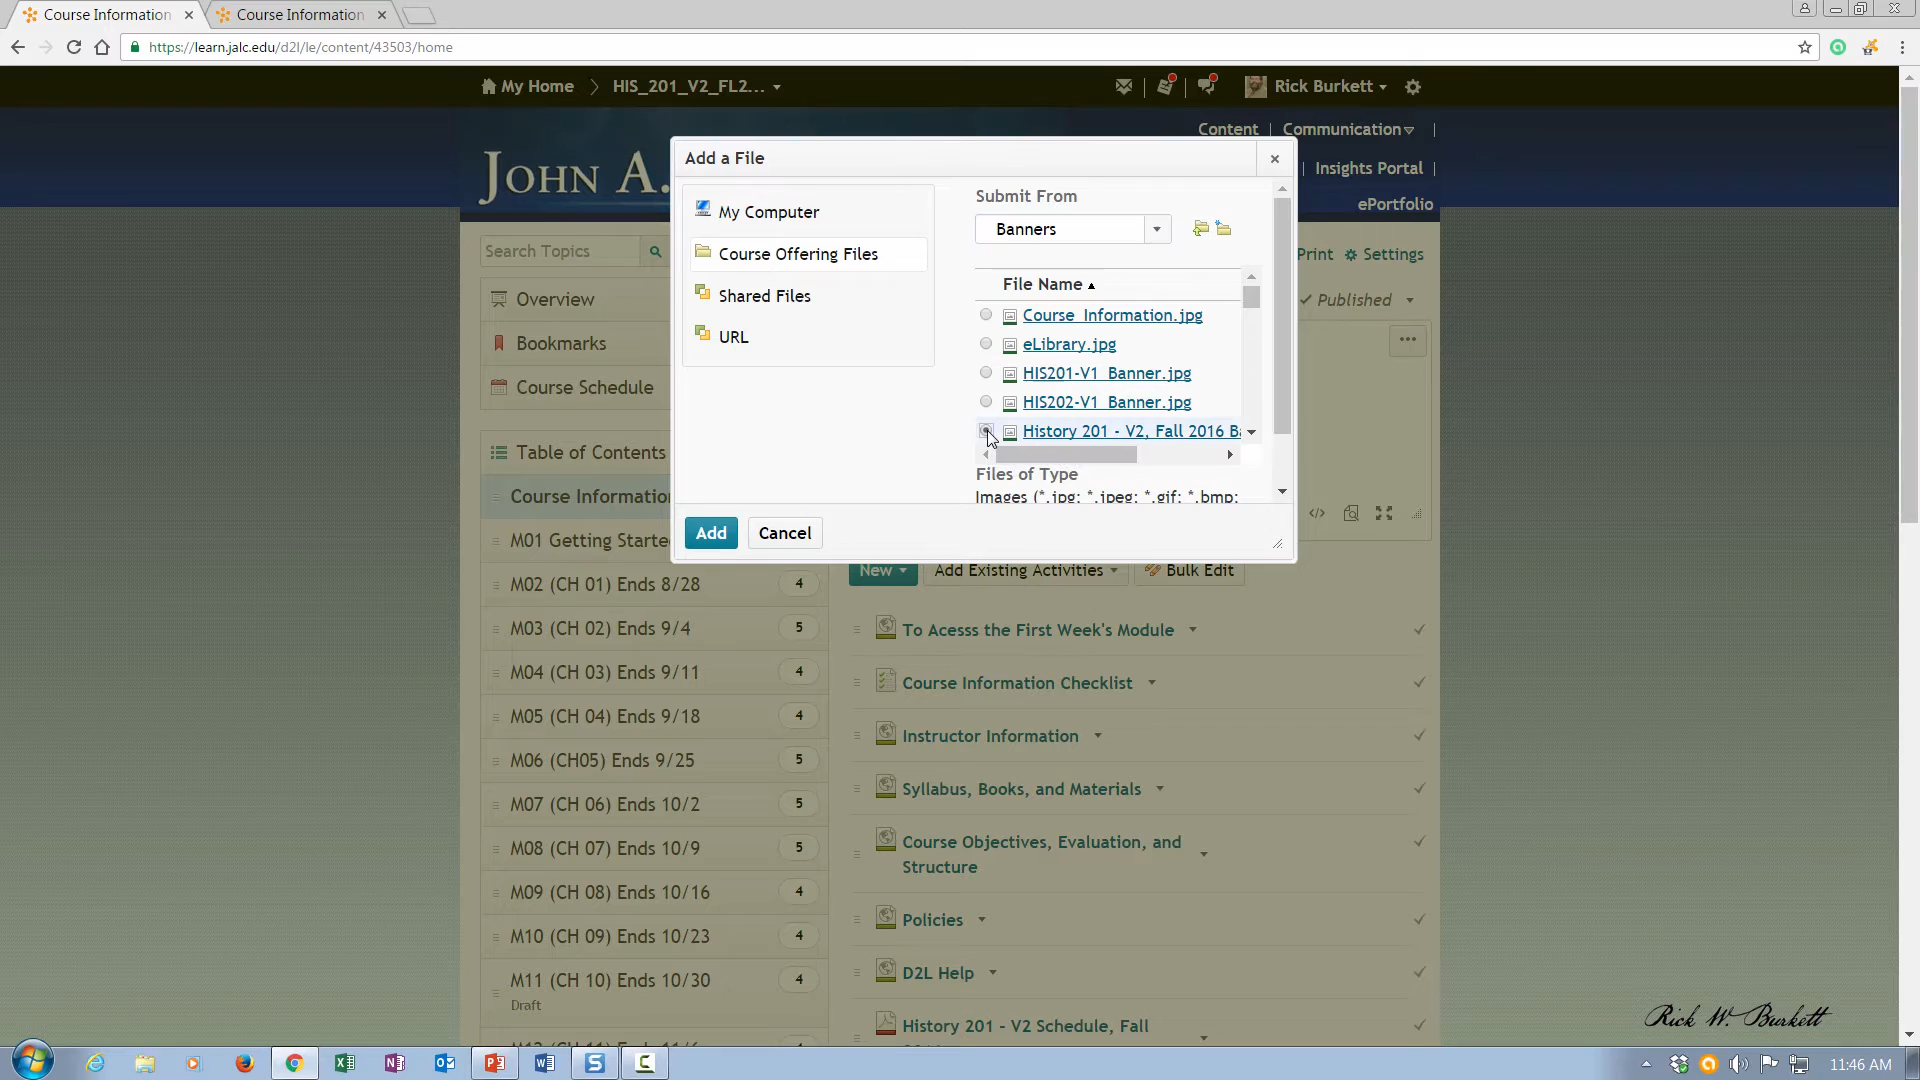 Course Information
Course Information
https://learn.jalc.edu/d2l/le/content/43503/home
My Home
HIS_201_V2_FL2...
Rick Burkett
Content
Communication
JOHN A.
Insights Portal
ePortfolio
Add a File
My Computer
Course Offering Files
Shared Files
URL
Submit From
Banners
File Name
Course_Information.jpg
eLibrary.jpg
HIS201-V1_Banner.jpg
HIS202-V1_Banner.jpg
History 201 - V2, Fall 2016 Ba
Files of Type
Images (*.jpg; *.jpeg; *.gif; *.bmp;
Add
Cancel
Search Topics
Print
Settings
Overview
Published
Bookmarks
Course Schedule
Table of Contents
Course Informatio
M01 Getting Starte
M02 (CH 01) Ends 8/28 4
M03 (CH 02) Ends 9/4 5
M04 (CH 03) Ends 9/11 4
M05 (CH 04) Ends 9/18 4
M06 (CH05) Ends 9/25 5
M07 (CH 06) Ends 10/2 5
M08 (CH 07) Ends 10/9 5
M09 (CH 08) Ends 10/16 4
M10 (CH 09) Ends 10/23 4
M11 (CH 10) Ends 10/30 4
Draft
New
Add Existing Activities
Bulk Edit
To Acesss the First Week's Module
Course Information Checklist
Instructor Information
Syllabus, Books, and Materials
Course Objectives, Evaluation, and
Structure
Policies
D2L Help
History 201 - V2 Schedule, Fall
Rick W. Burkett
11:46 AM